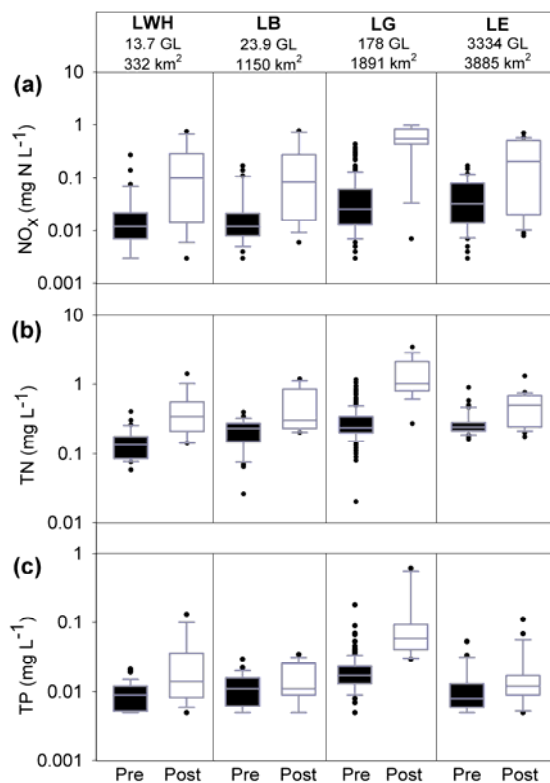 LWH LB LG LE
13.7 GL 23.9 GL 178 GL 3334 GL
332 km² 1150 km² 1891 km² 3885 km²
(a)
NOₓ (mg N L⁻¹)
10
1
0.1
0.01
0.001
(b)
TN (mg L⁻¹)
10
1
0.1
0.01
(c)
TP (mg L⁻¹)
1
0.1
0.01
0.001
Pre Post Pre Post Pre Post Pre Post